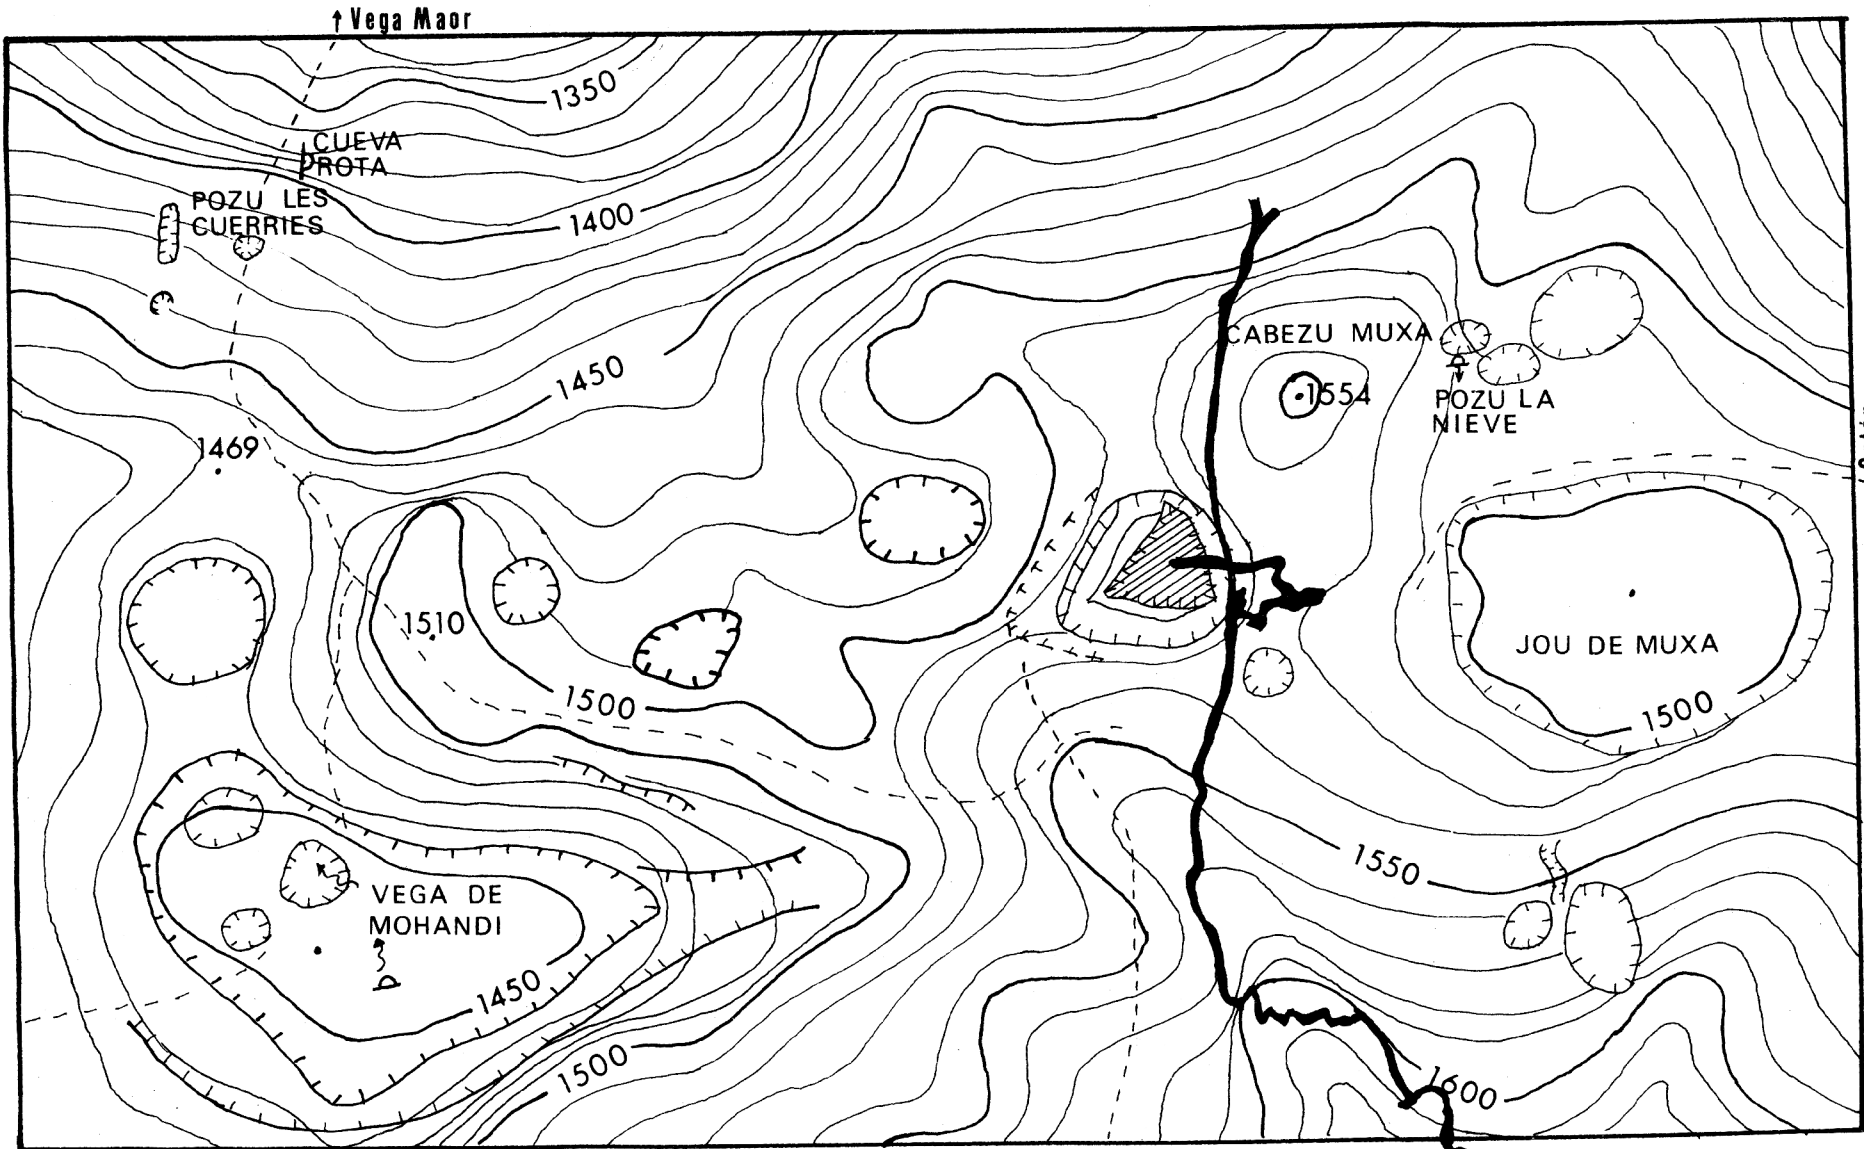 ↑ Vega Maor
1350
CUEVA
ROTA
POZU LES
CUERRIES
1400
CABEZU MUXA
1450
1554
POZU LA
NIEVE
1469
1510
JOU DE MUXA
1500
1500
1550
VEGA DE
MOHANDI
1450
1500
1600